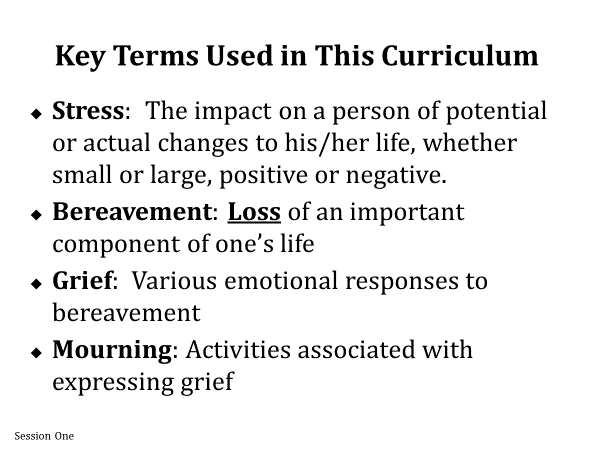 Key Terms Used in This Curriculum
◆ Stress:  The impact on a person of potential
or actual changes to his/her life, whether
small or large, positive or negative.
◆ Bereavement: Loss of an important
component of one’s life
◆ Grief:  Various emotional responses to
bereavement
◆ Mourning: Activities associated with
expressing grief
Session One